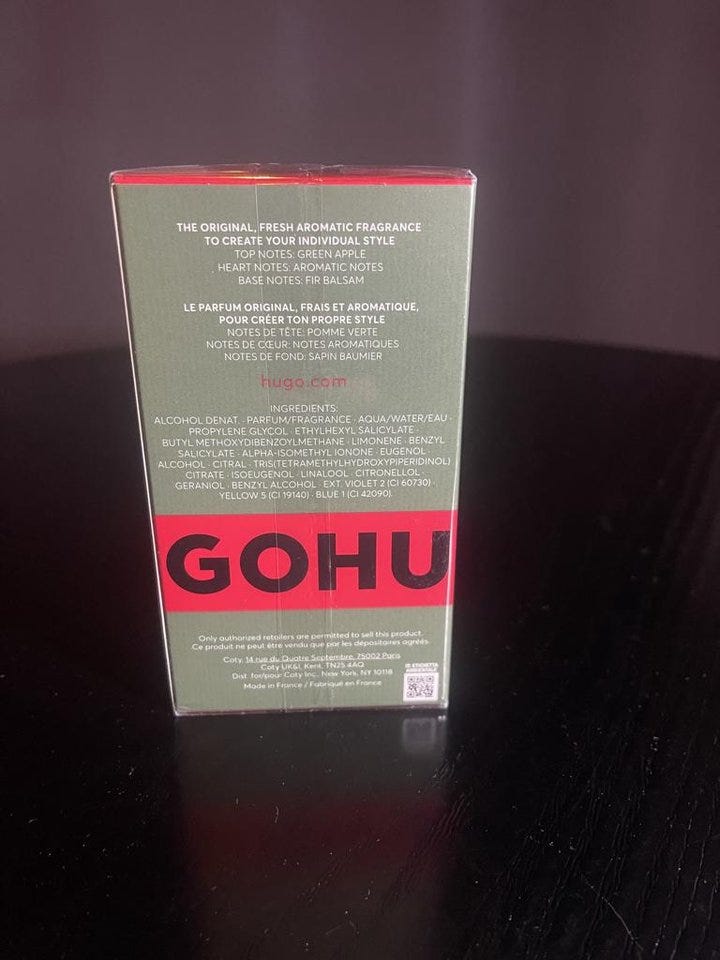 THE ORIGINAL, FRESH AROMATIC FRAGRANCE
TO CREATE YOUR INDIVIDUAL STYLE
TOP NOTES: GREEN APPLE
HEART NOTES: AROMATIC NOTES
BASE NOTES: FIR BALSAM
LE PARFUM ORIGINAL, FRAIS ET AROMATIQUE,
POUR CRÉER TON PROPRE STYLE
NOTES DE TÊTE: POMME VERTE
NOTES DE CŒUR: NOTES AROMATIQUES
NOTES DE FOND: SAPIN BAUMIER
hugo.com
INGREDIENTS:
ALCOHOL DENAT. · PARFUM/FRAGRANCE · AQUA/WATER/EAU ·
PROPYLENE GLYCOL · ETHYLHEXYL SALICYLATE ·
BUTYL METHOXYDIBENZOYLMETHANE · LIMONENE · BENZYL
SALICYLATE · ALPHA-ISOMETHYL IONONE · EUGENOL ·
ALCOHOL · CITRAL · TRIS(TETRAMETHYLHYDROXYPIPERIDINOL)
CITRATE · ISOEUGENOL · LINALOOL · CITRONELLOL ·
GERANIOL · BENZYL ALCOHOL · EXT. VIOLET 2 (CI 60730) ·
YELLOW 5 (CI 19140) · BLUE 1 (CI 42090).
GOHU
Only authorized retailers are permitted to sell this product.
Ce produit ne peut être vendu que par les dépositaires agréés.
Coty, 14 rue du Quatre Septembre, 75002 Paris
Coty UK&I, Kent, TN25 4AQ
Dist. for/pour Coty Inc., New York, NY 10118
Made in France / Fabriqué en France
ETICHETTA
AMBIENTALE